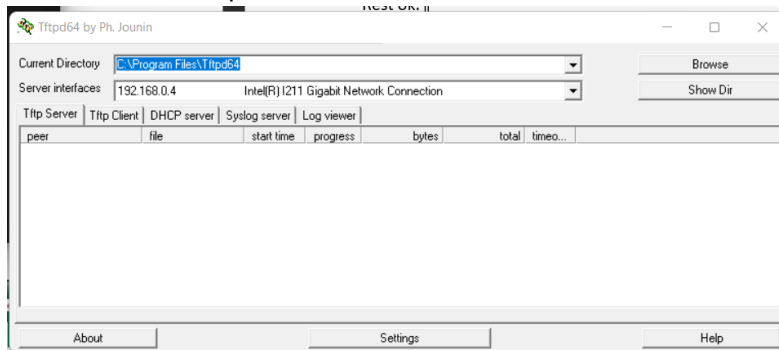 Rest ok.
Tftpd64 by Ph. Jounin
Current Directory C:\Program Files\Tftpd64 Browse
Server interfaces 192.168.0.4 Intel(R) I211 Gigabit Network Connection Show Dir
Tftp Server Tftp Client DHCP server Syslog server Log viewer
peer file start time progress bytes total timeo...
About Settings Help